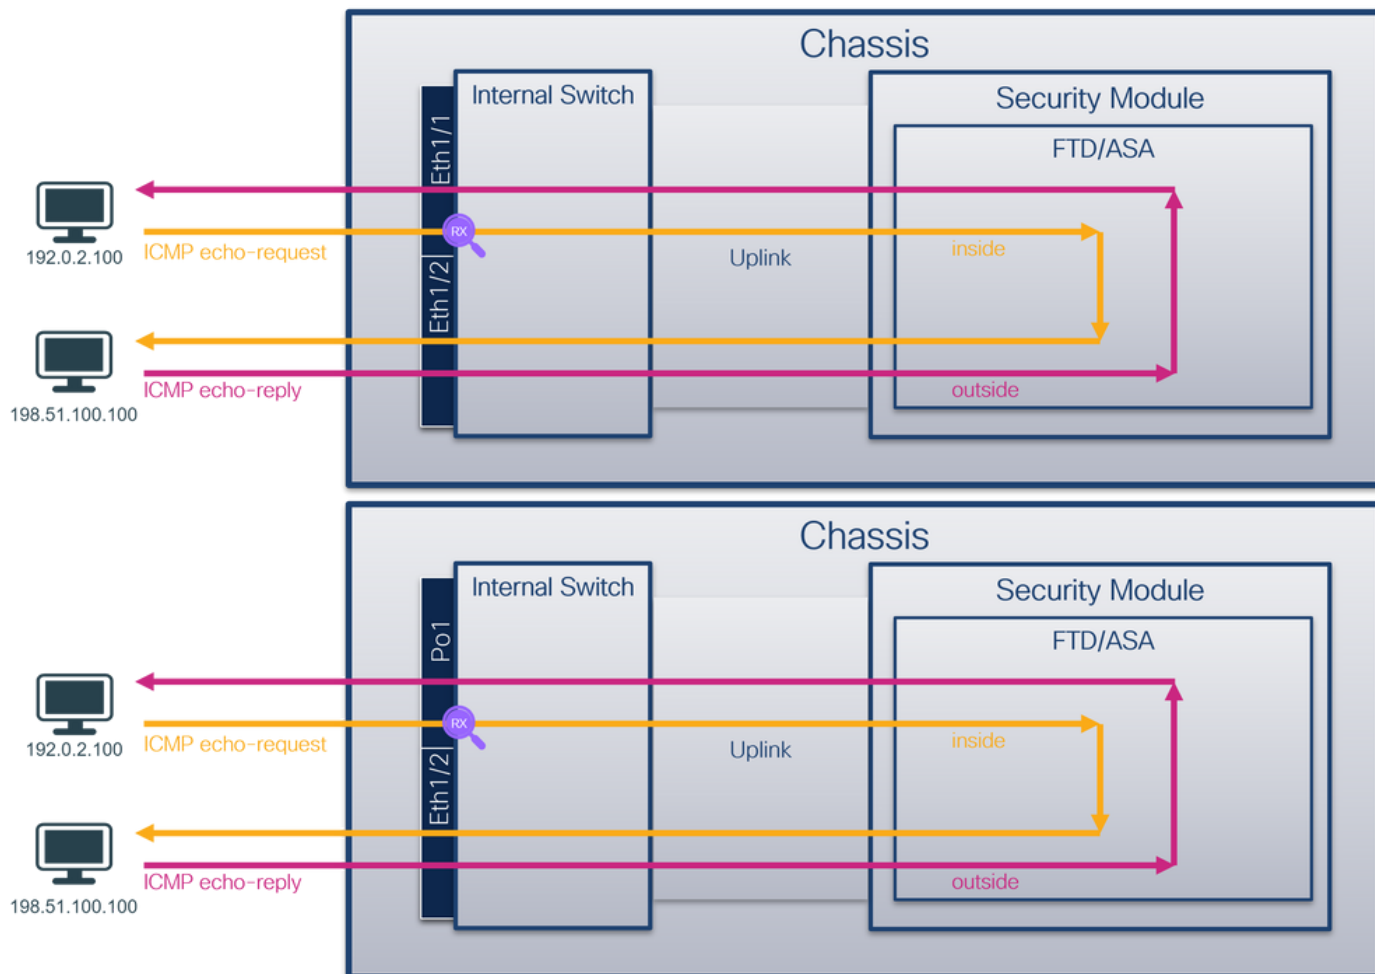 Chassis
Internal Switch
Security Module
FTD/ASA
Eth1/1
192.0.2.100
ICMP echo-request
RX
Uplink
inside
Eth1/2
198.51.100.100
ICMP echo-reply
outside
Chassis
Internal Switch
Security Module
FTD/ASA
Po1
192.0.2.100
ICMP echo-request
RX
Uplink
inside
Eth1/2
198.51.100.100
ICMP echo-reply
outside